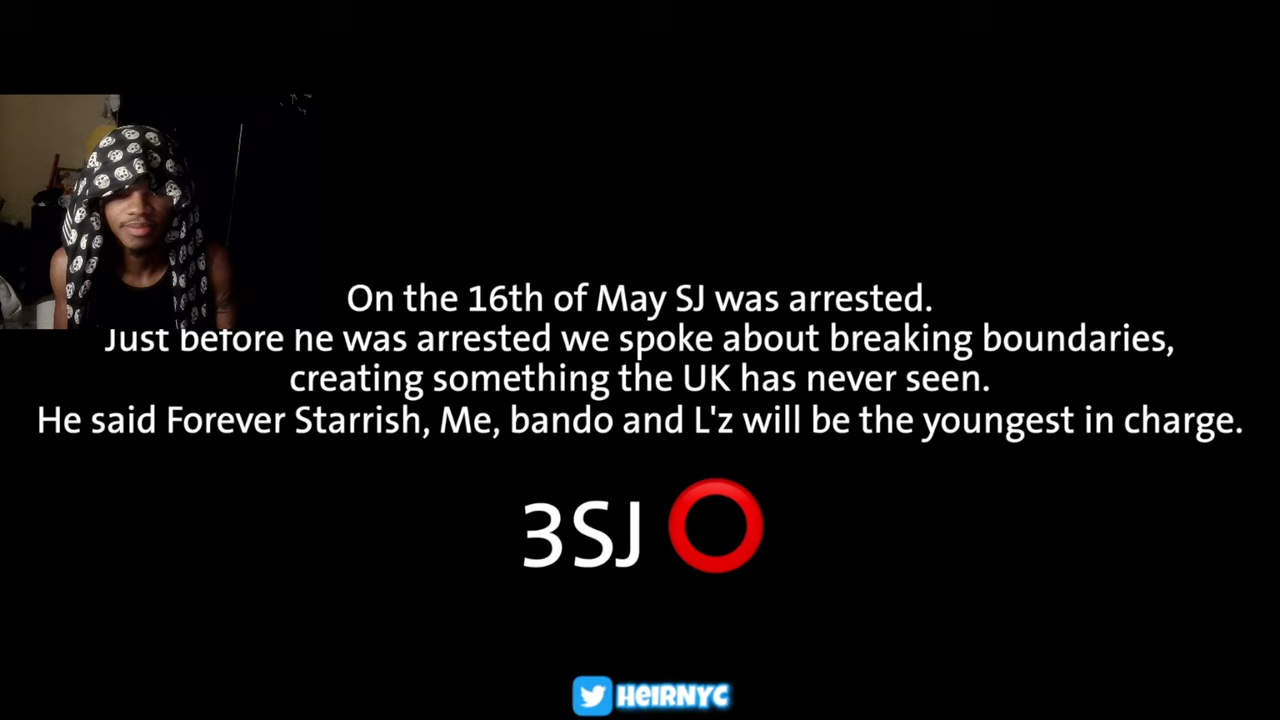 On the 16th of May SJ was arrested.
Just before he was arrested we spoke about breaking boundaries,
creating something the UK has never seen.
He said Forever Starrish, Me, bando and L'z will be the youngest in charge.
3SJ ⭕
HEIRNYC